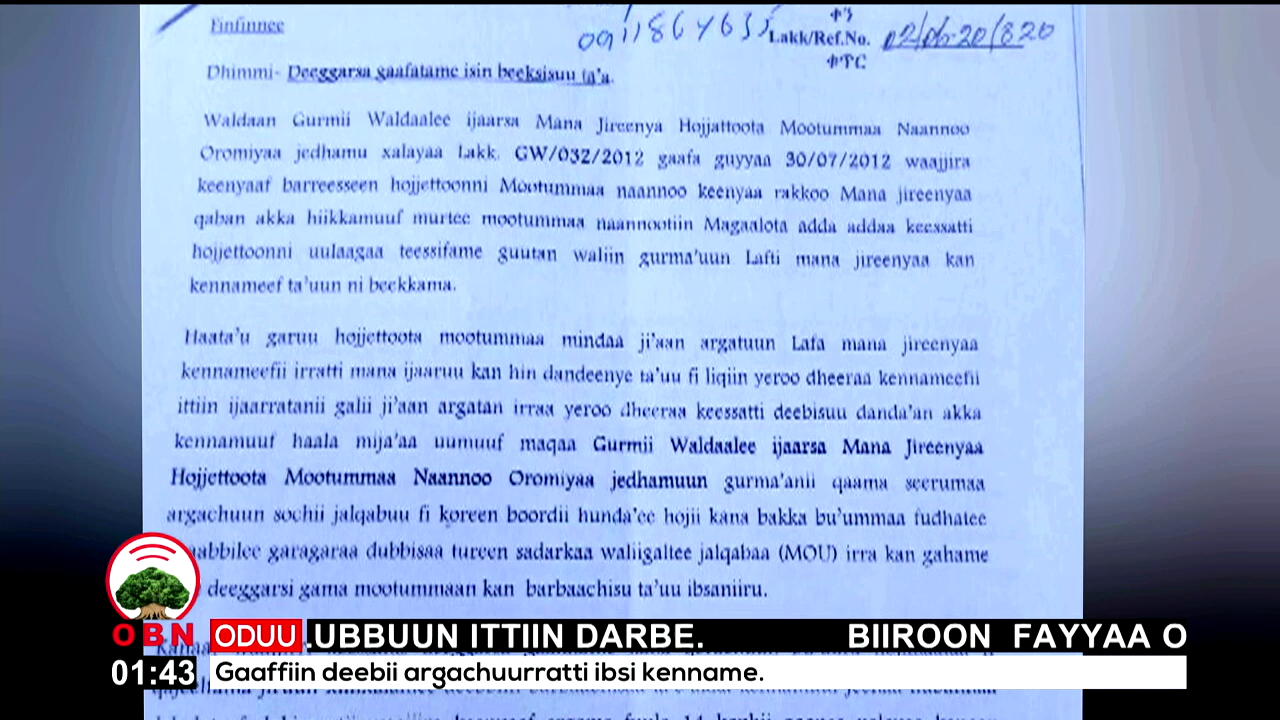 Finfinnee
0911864635
ቁን
Lakk/Ref.No.
ቁጥር
Dhimmi- Deeggarsa gaafatame isin beeksisuu ta'a.
Waldaan Gurmii Waldaalee ijaarsa Mana Jireenya Hojjattoota Mootummaa Naannoo
Oromiyaa jedhamu xalayaa Lakk. GW/032/2012 gaafa guyyaa 30/07/2012 waajjira
keenyaaf barreesseen hojjettoonni Mootummaa naannoo keenyaa rakkoo Mana jireenyaa
qaban akka hiikkamuuf murtee mootummaa naannootiin Magaalota adda addaa keessatti
hojjettoonni uulaagaa teessifame guutan waliin gurma'uun Lafti mana jireenyaa kan
kennameef ta'uun ni beekkama.
Haata'u garuu hojjettoota mootummaa mindaa ji'aan argatuun Lafa mana jireenyaa
kennameefii irratti mana ijaaruu kan hin dandeenye ta'uu fi liqiin yeroo dheeraa kennameefii
ittiin ijaarratanii galii ji'aan argatan irraa yeroo dheeraa keessatti deebisuu danda'an akka
kennamuuf haala mija'aa uumuuf maqaa Gurmii Waldaalee ijaarsa Mana Jireenyaa
Hojjettoota Mootummaa Naannoo Oromiyaa jedhamuun gurma'anii qaama seerumaa
argachuun sochii jalqabuu fi koreen boordii hunda'ee hojii kana bakka bu'ummaa fudhatee
aabbilee garagaraa dubbisaa tureen sadarkaa waliigaltee jalqabaa (MOU) irra kan gahame
deeggarsi gama mootummaan kan barbaachisu ta'uu ibsaniiru.
OBN
ODUU
.UBBUUN ITTIIN DARBE. BIIROON FAYYAA O
01:43
Gaaffiin deebii argachuurratti ibsi kenname.